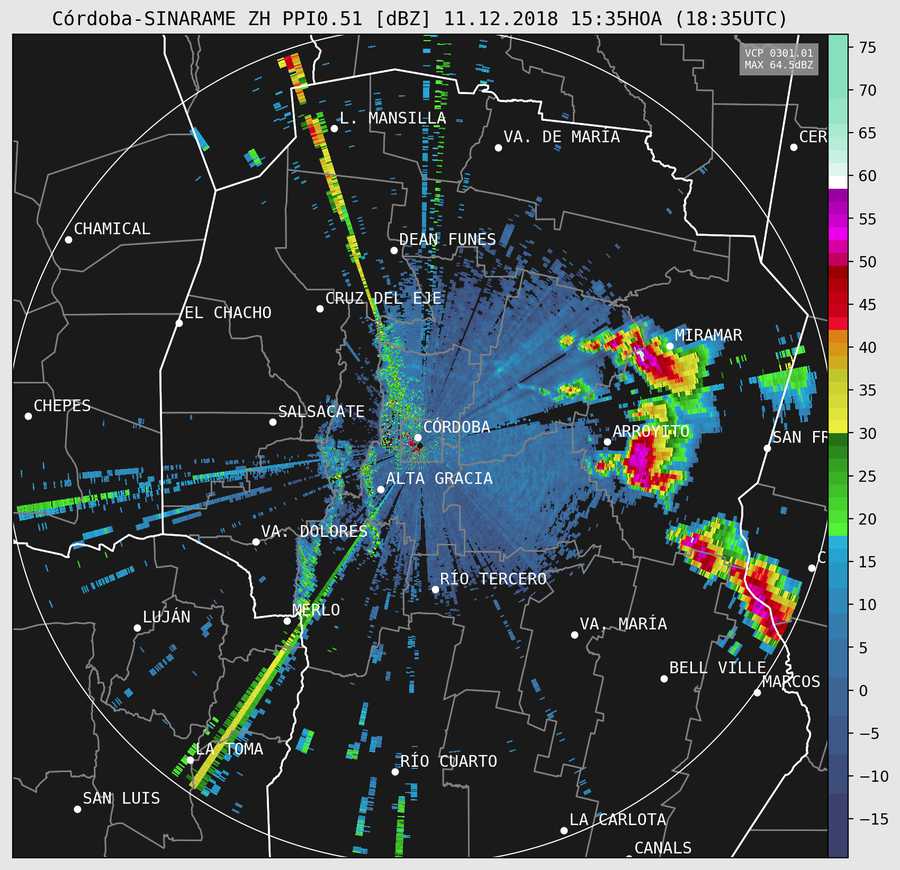 Córdoba-SINARAME ZH PPI0.51 [dBZ] 11.12.2018 15:35HOA (18:35UTC)
VCP 0301.01
MAX 64.5dBZ
L. MANSILLA
VA. DE MARÍA
CER
CHAMICAL
DEAN FUNES
CRUZ DEL EJE
EL CHACHO
MIRAMAR
CHEPES
SALSACATE
CÓRDOBA
ARROYITO
SAN FR
ALTA GRACIA
VA. DOLORES
C
RÍO TERCERO
LUJÁN
MERLO
VA. MARÍA
BELL VILLE
MARCOS
LA TOMA
RÍO CUARTO
SAN LUIS
LA CARLOTA
CANALS
75
70
65
60
55
50
45
40
35
30
25
20
15
10
5
0
−5
−10
−15